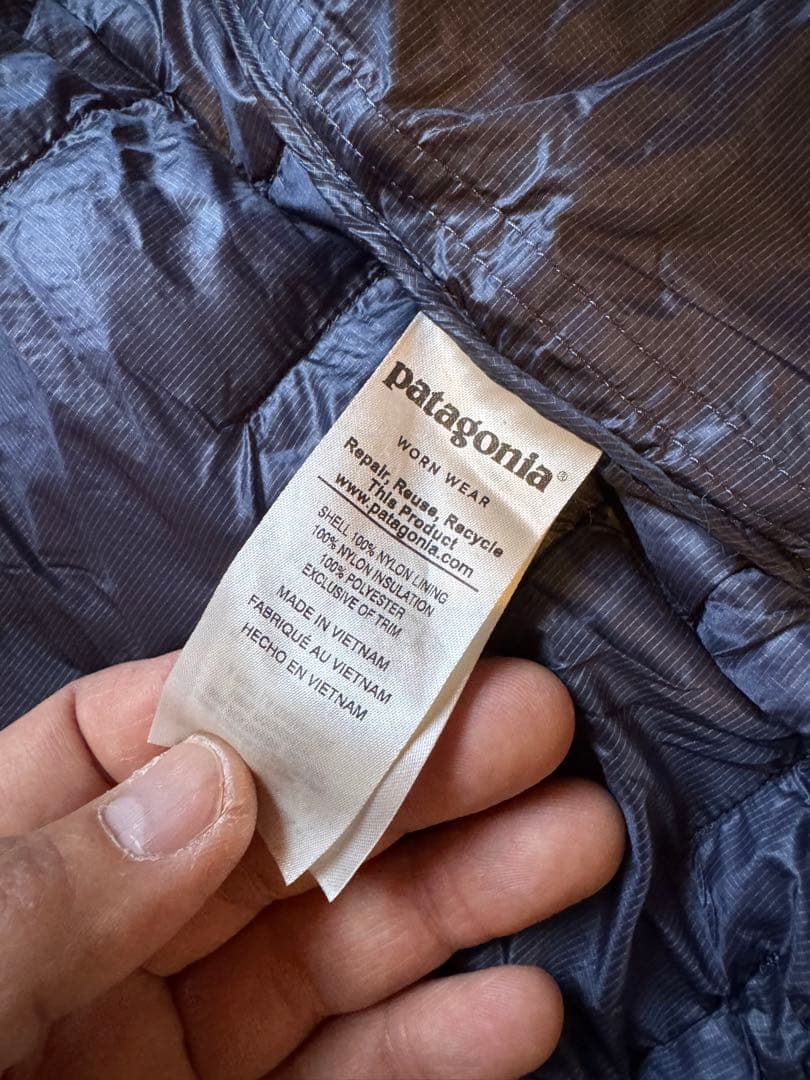 patagonia®
WORN WEAR
Repair, Reuse, Recycle
This Product
www.patagonia.com
SHELL 100% NYLON LINING
100% NYLON INSULATION
100% POLYESTER
EXCLUSIVE OF TRIM
MADE IN VIETNAM
FABRIQUÉ AU VIETNAM
HECHO EN VIETNAM